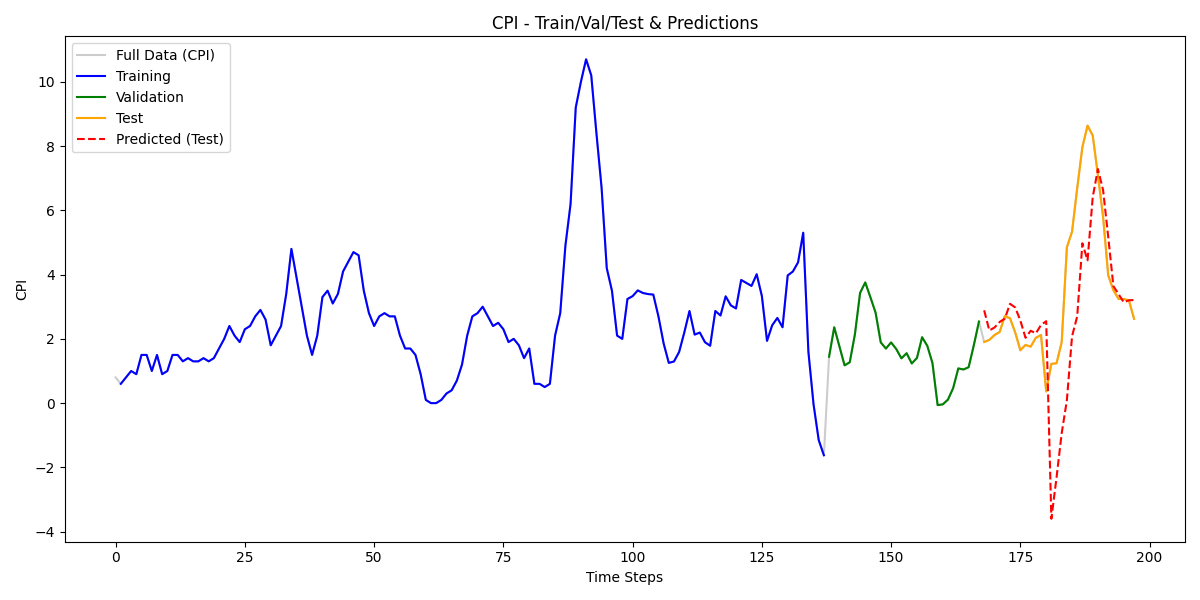 CPI - Train/Val/Test & Predictions
Full Data (CPI)
Training
Validation
Test
Predicted (Test)
CPI
10
8
6
4
2
0
−2
−4
0 25 50 75 100 125 150 175 200
Time Steps